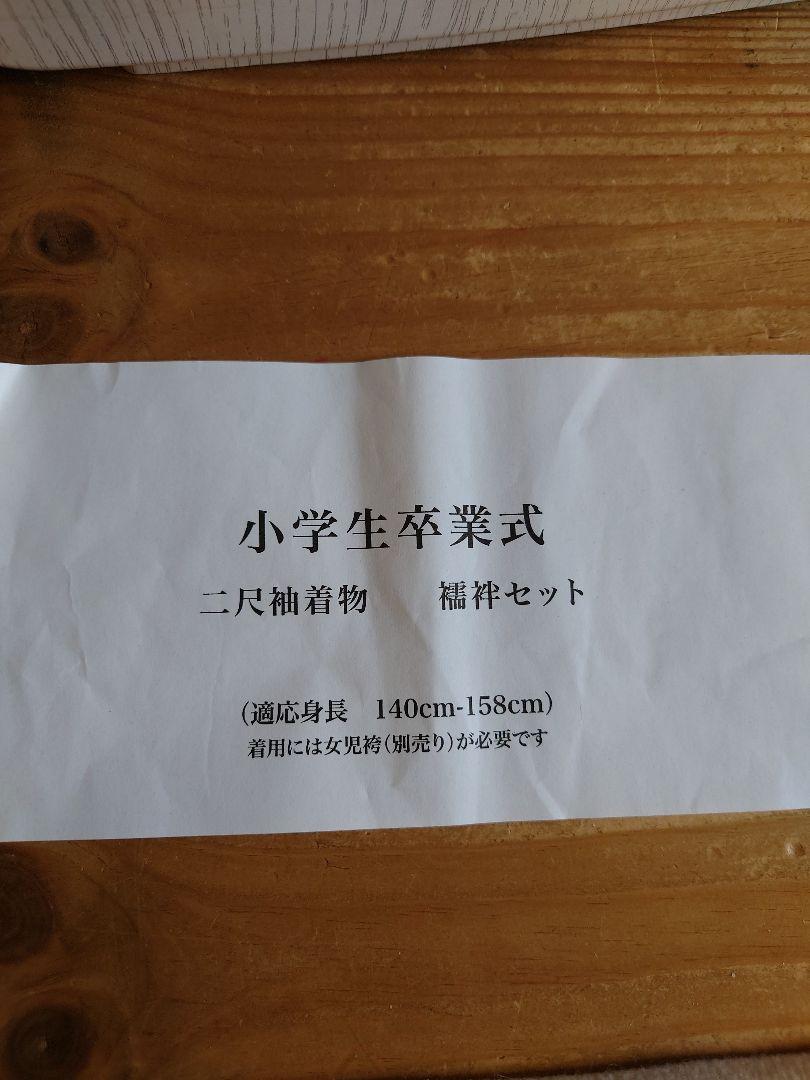 小学生卒業式
二尺袖着物　襦袢セット
(適応身長　140cm-158cm)
着用には女児袴(別売り)が必要です